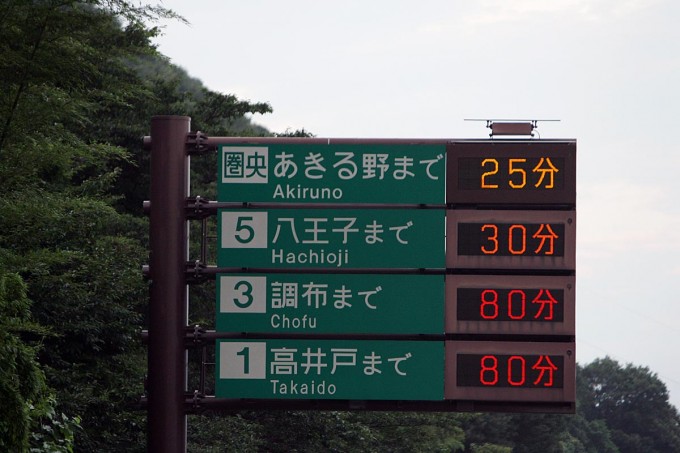 圏央 あきる野まで 25分
Akiruno
5 八王子まで 30分
Hachioji
3 調布まで 80分
Chofu
1 高井戸まで 80分
Takaido